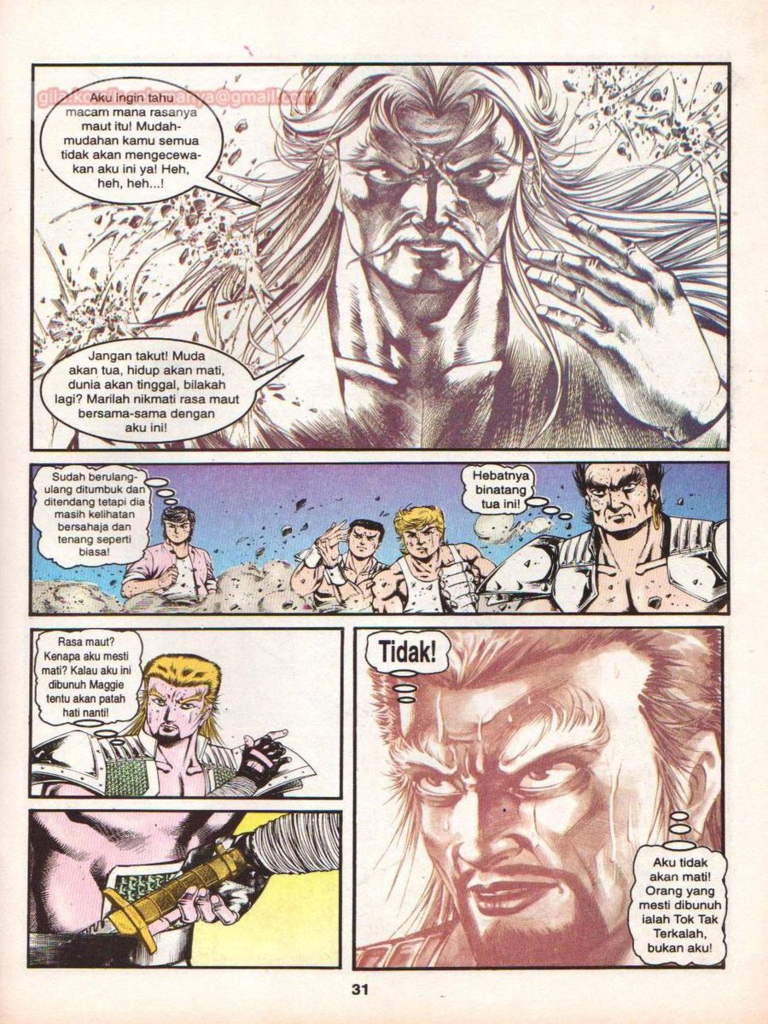 Aku ingin tahu
macam mana rasanya
maut itu! Mudah-
mudahan kamu semua
tidak akan mengecewa-
kan aku ini ya! Heh,
heh, heh...!
Jangan takut! Muda
akan tua, hidup akan mati,
dunia akan tinggal, bilakah
lagi? Marilah nikmati rasa maut
bersama-sama dengan
aku ini!
Sudah berulang-
ulang ditumbuk dan
ditendang tetapi dia
masih kelihatan
bersahaja dan
tenang seperti
biasa!
Hebatnya
binatang
tua ini!
Rasa maut?
Kenapa aku mesti
mati? Kalau aku ini
dibunuh Maggie
tentu akan patah
hati nanti!
Tidak!
Aku tidak
akan mati!
Orang yang
mesti dibunuh
ialah Tok Tak
Terkalah,
bukan aku!
31